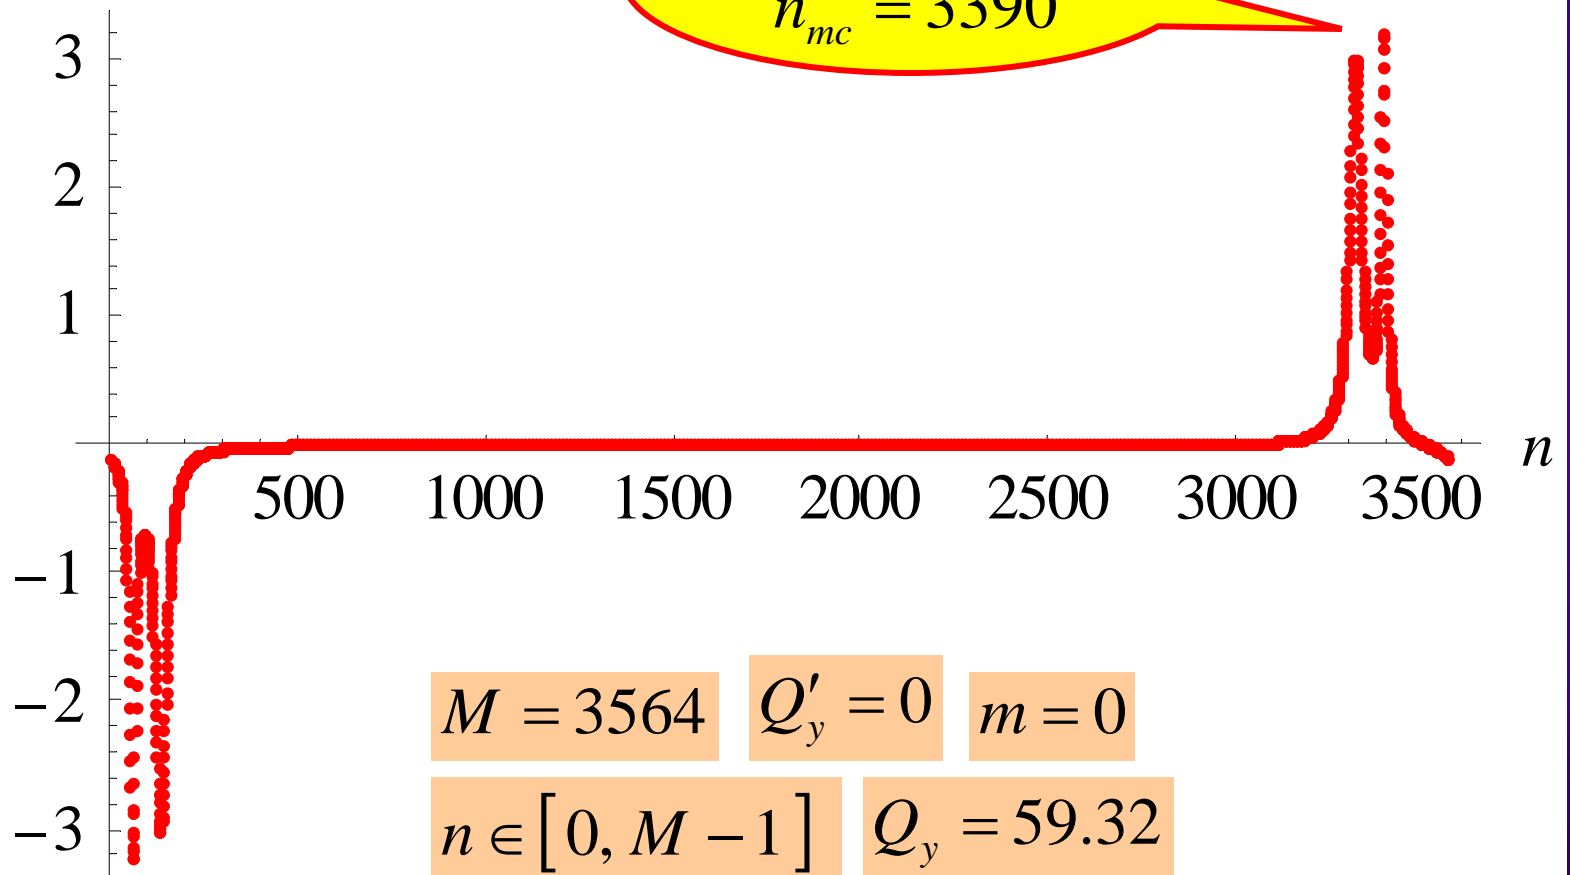 n_mc = 3390
3
2
1
n
500 1000 1500 2000 2500 3000 3500
−1
−2
−3
M = 3564 Q′_y = 0 m = 0
n ∈ [0, M − 1] Q_y = 59.32